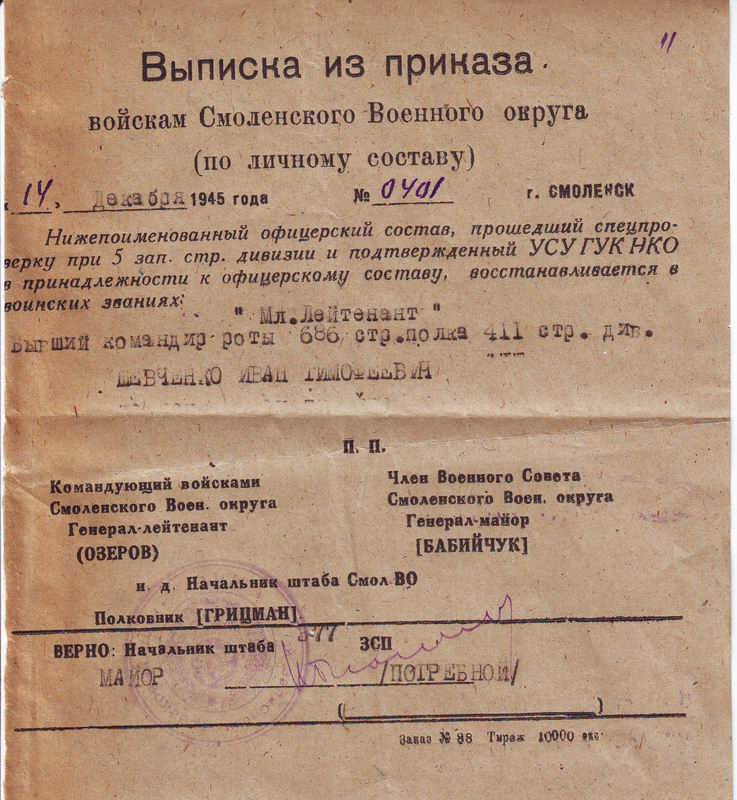 11
Выписка из приказа.
войскам Смоленского Военного округа
(по личному составу)
14, Декабря 1945 года № 0401 г. СМОЛЕНСК
Нижепоименованный офицерский состав, прошедший спецпро-
верку при 5 зап. стр. дивизии и подтвержденный УСУ ГУК НКО
в принадлежности к офицерскому составу, восстанавливается в
воинских званиях:
" Мл.Лейтенант "
Бывший командир роты 686 стр.полка 411 стр. див.
ШЕВЧЕНКО ИВАН ТИМОФЕЕВИЧ
П. П.
Командующий войсками
Смоленского Воен. округа
Генерал-лейтенант
(ОЗЕРОВ)
Член Военного Совета
Смоленского Воен. округа
Генерал-майор
[БАБИЙЧУК]
и. д. Начальник штаба Смол.ВО
Полковник [ГРИЦМАН]
ВЕРНО: Начальник штаба 3-77 ЗСП
МАЙОР /ПОГРЕБНОЙ/
( )
Заказ № 88 Тираж 10000 экс.